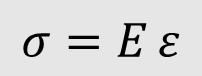 σ = E ε